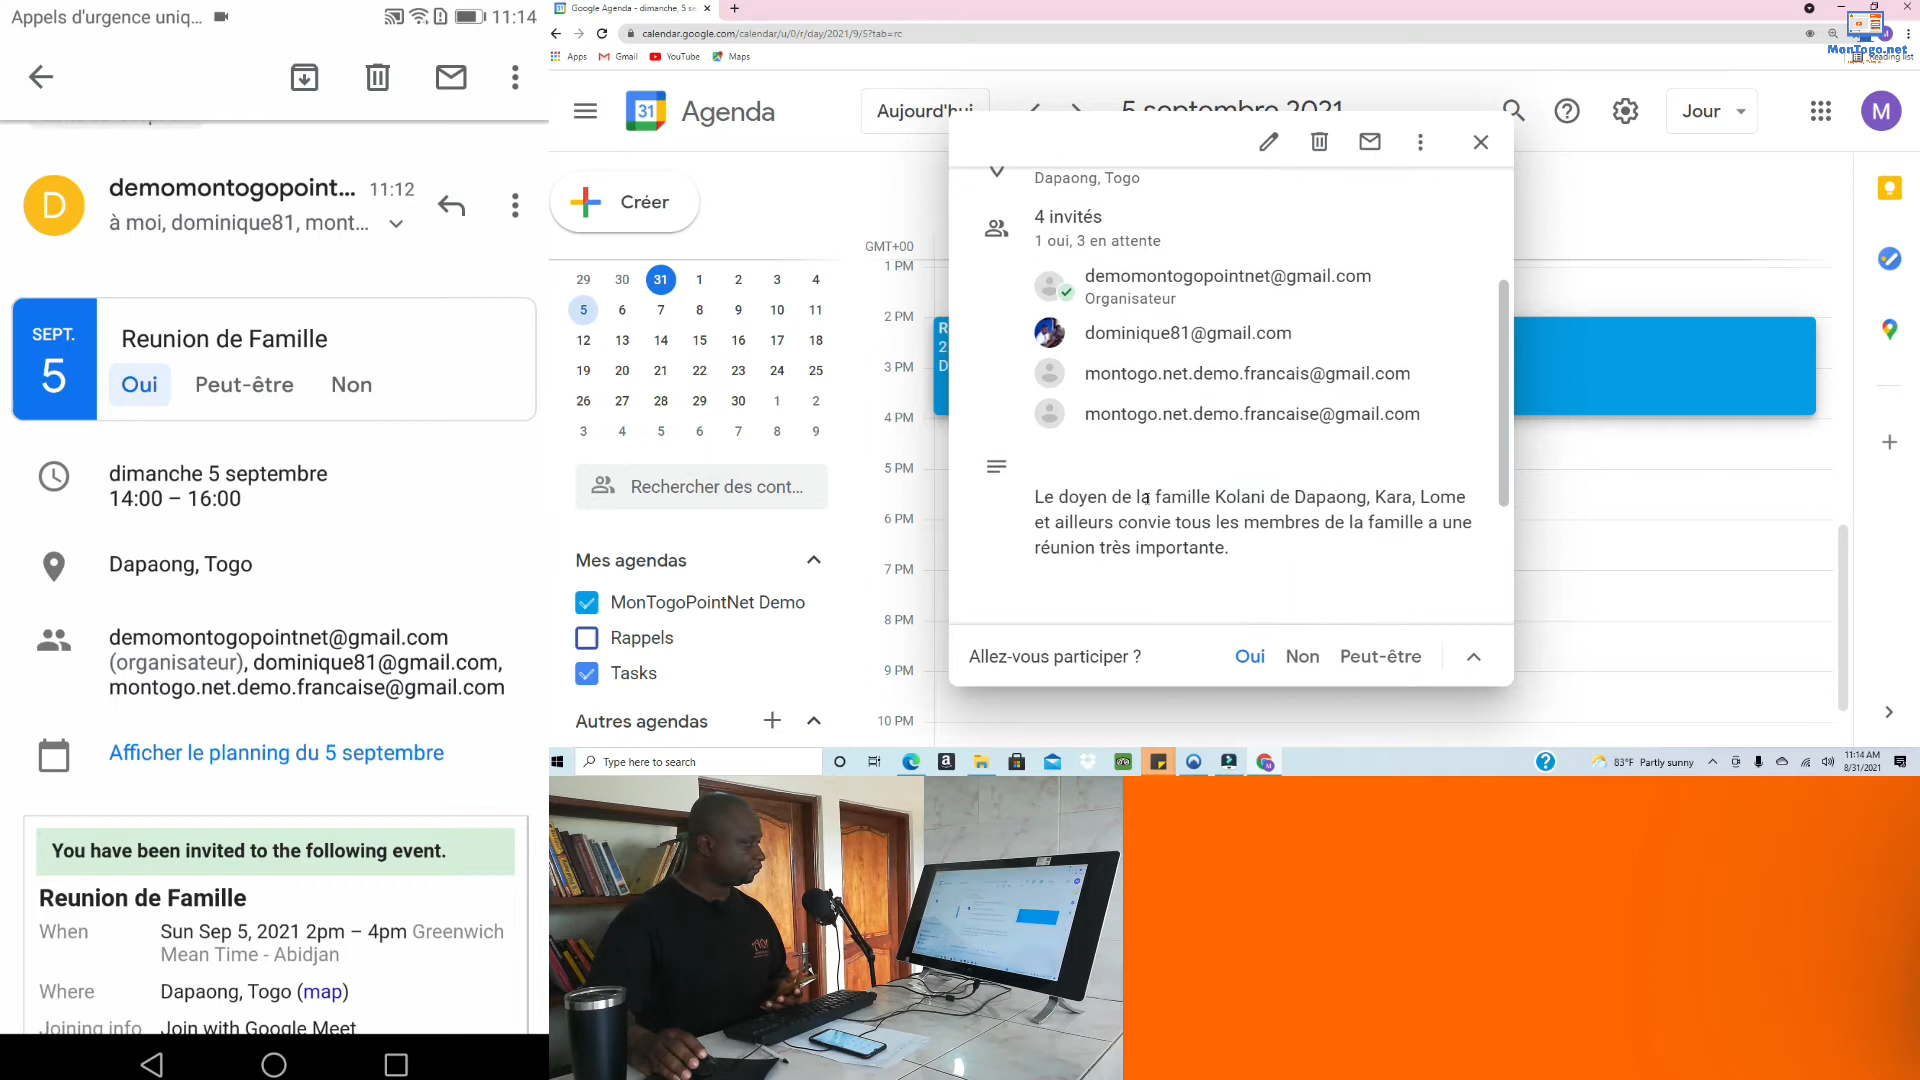 Appels d'urgence uniq...
11:14
demomontogopoint... 11:12
à moi, dominique81, mont...
D
SEPT.
5
Reunion de Famille
Oui Peut-être Non
dimanche 5 septembre
14:00 – 16:00
Dapaong, Togo
demomontogopointnet@gmail.com
(organisateur), dominique81@gmail.com,
montogo.net.demo.francaise@gmail.com
Afficher le planning du 5 septembre
You have been invited to the following event.
Reunion de Famille
When Sun Sep 5, 2021 2pm – 4pm Greenwich
Mean Time - Abidjan
Where Dapaong, Togo (map)
Joining info Join with Google Meet
Google Agenda - dimanche, 5 se
calendar.google.com/calendar/u/0/r/day/2021/9/5?tab=rc
Apps Gmail YouTube Maps
Reading list
MonTogo.net
31 Agenda
Aujourd'hui
5 septembre 2021
Jour
M
Créer
29 30 31 1 2 3 4
5 6 7 8 9 10 11
12 13 14 15 16 17 18
19 20 21 22 23 24 25
26 27 28 29 30 1 2
3 4 5 6 7 8 9
Rechercher des cont...
Mes agendas
MonTogoPointNet Demo
Rappels
Tasks
Autres agendas
GMT+00
1 PM
2 PM
3 PM
4 PM
5 PM
6 PM
7 PM
8 PM
9 PM
10 PM
R
2
D
Dapaong, Togo
4 invités
1 oui, 3 en attente
demomontogopointnet@gmail.com
Organisateur
dominique81@gmail.com
montogo.net.demo.francais@gmail.com
montogo.net.demo.francaise@gmail.com
Le doyen de la famille Kolani de Dapaong, Kara, Lome
et ailleurs convie tous les membres de la famille a une
réunion très importante.
Allez-vous participer ? Oui Non Peut-être
Type here to search
83°F Partly sunny
11:14 AM
8/31/2021